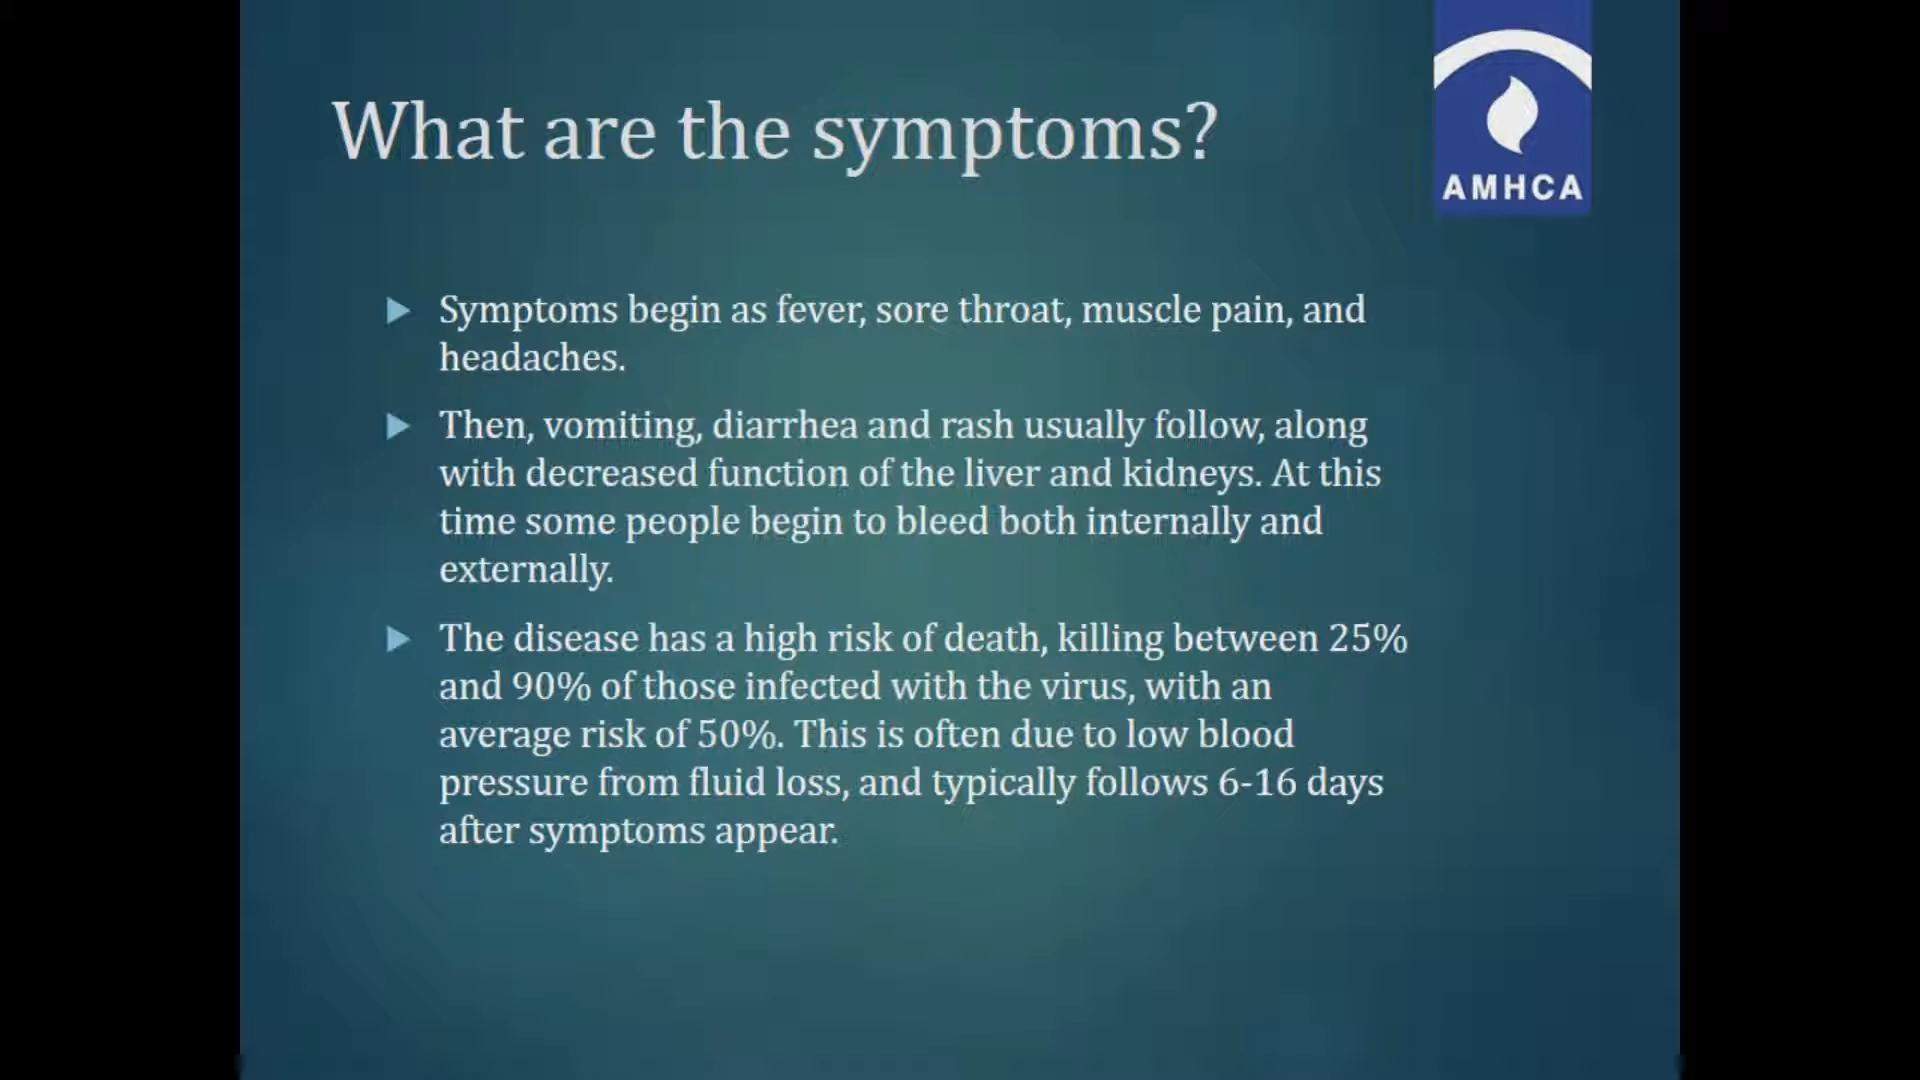 What are the symptoms?
AMHCA
Symptoms begin as fever, sore throat, muscle pain, and
headaches.
Then, vomiting, diarrhea and rash usually follow, along
with decreased function of the liver and kidneys. At this
time some people begin to bleed both internally and
externally.
The disease has a high risk of death, killing between 25%
and 90% of those infected with the virus, with an
average risk of 50%. This is often due to low blood
pressure from fluid loss, and typically follows 6-16 days
after symptoms appear.